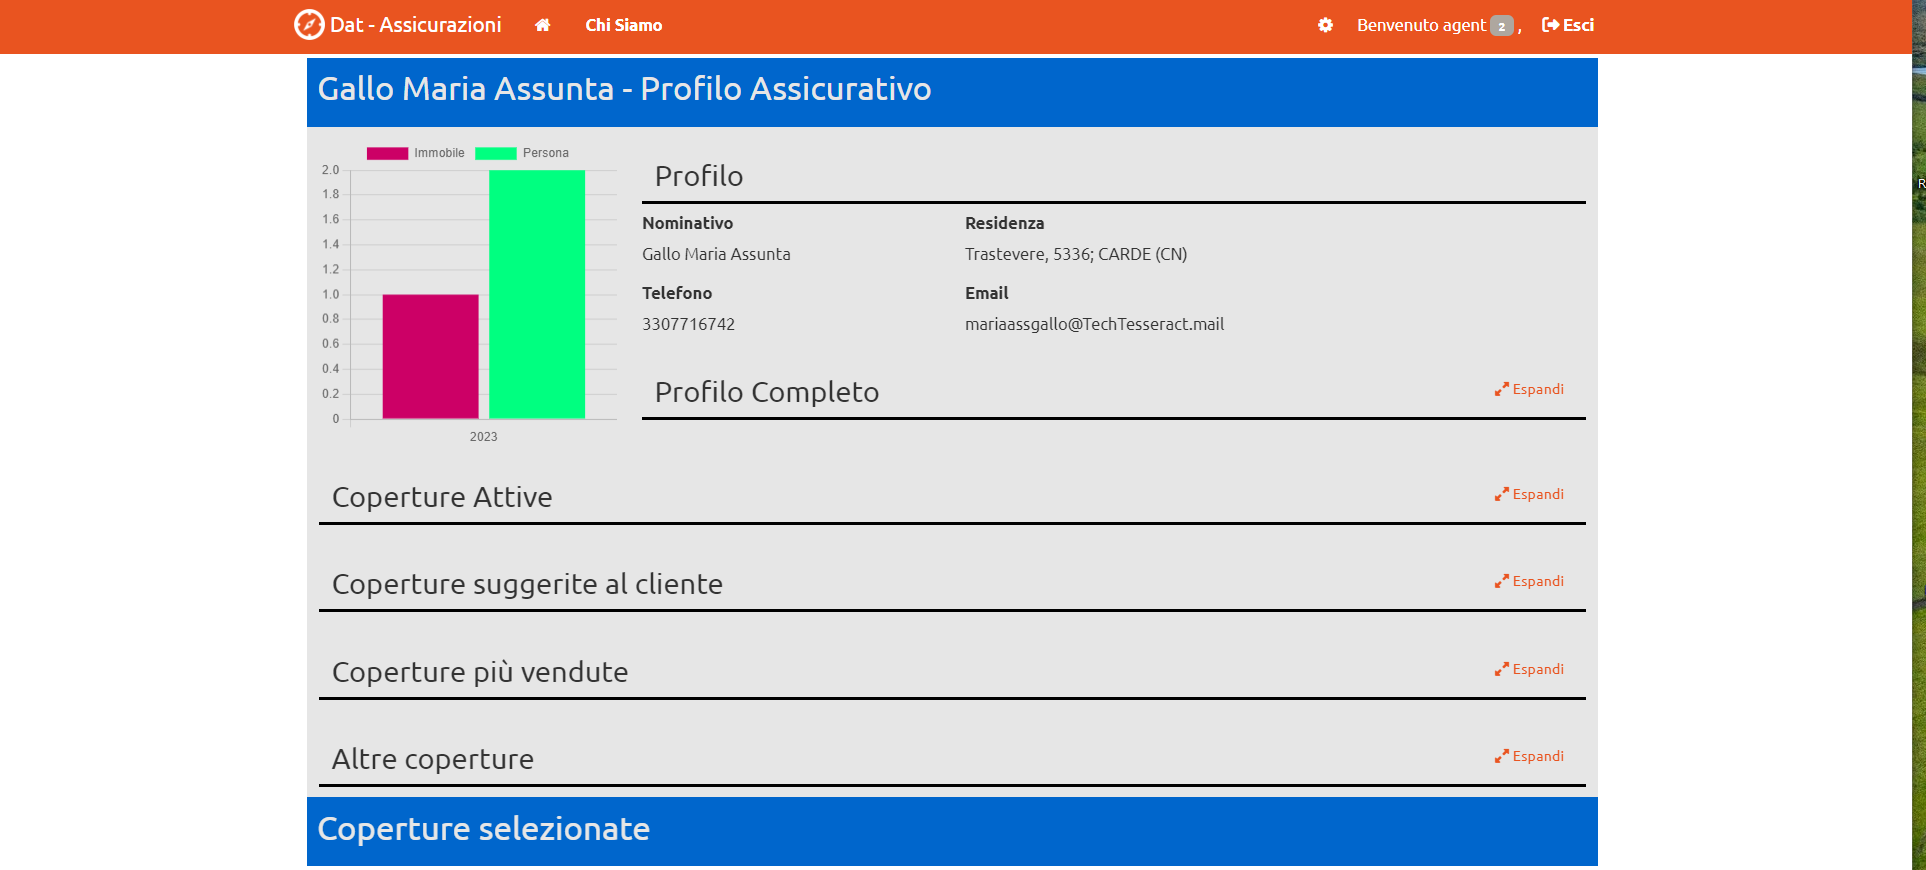 Dat - Assicurazioni Chi Siamo Benvenuto agent 2 , Esci
Gallo Maria Assunta - Profilo Assicurativo
Immobile Persona
2.0
1.8
1.6
1.4
1.2
1.0
0.8
0.6
0.4
0.2
0
2023
Profilo
Nominativo Residenza
Gallo Maria Assunta Trastevere, 5336; CARDE (CN)
Telefono Email
3307716742 mariaassgallo@TechTesseract.mail
Profilo Completo Espandi
Coperture Attive Espandi
Coperture suggerite al cliente Espandi
Coperture più vendute Espandi
Altre coperture Espandi
Coperture selezionate
R